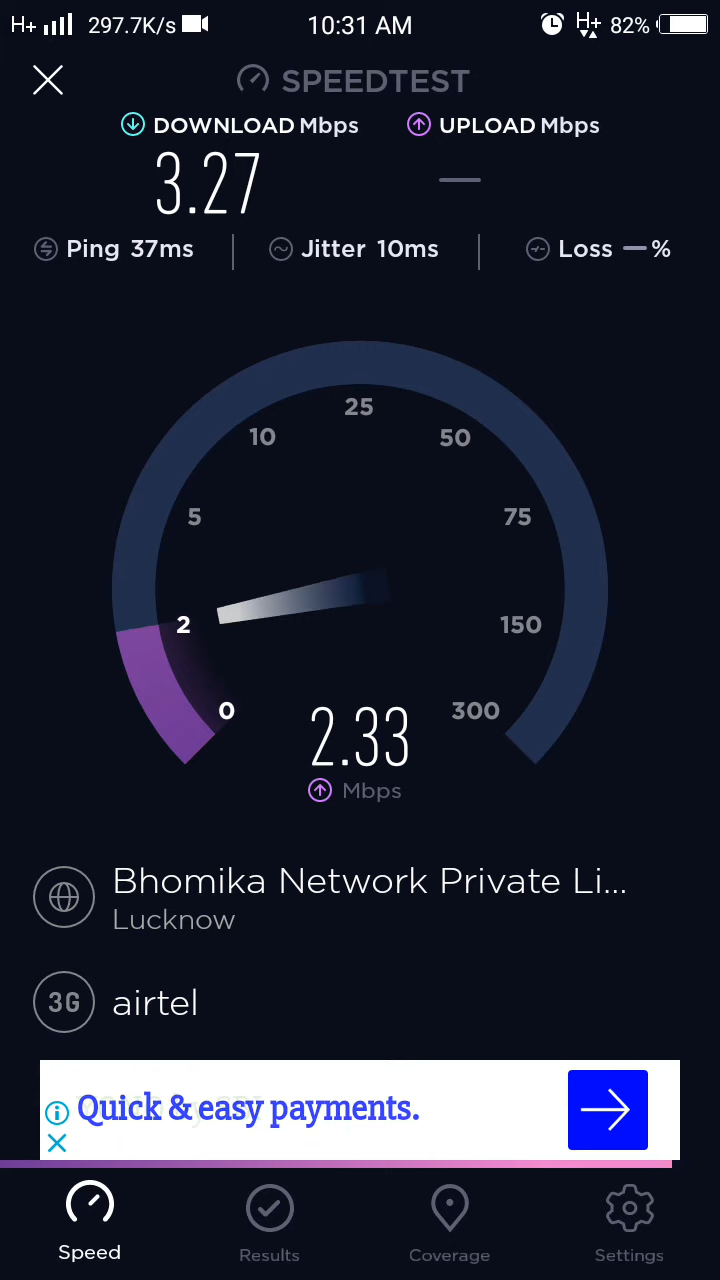 H+ 297.7K/s 10:31 AM H+ 82%
SPEEDTEST
DOWNLOAD Mbps UPLOAD Mbps
3.27 —
Ping 37ms Jitter 10ms Loss — %
25
10 50
5 75
2 150
0 300
2.33
Mbps
Bhomika Network Private Li...
Lucknow
3G airtel
Quick & easy payments.
Speed Results Coverage Settings